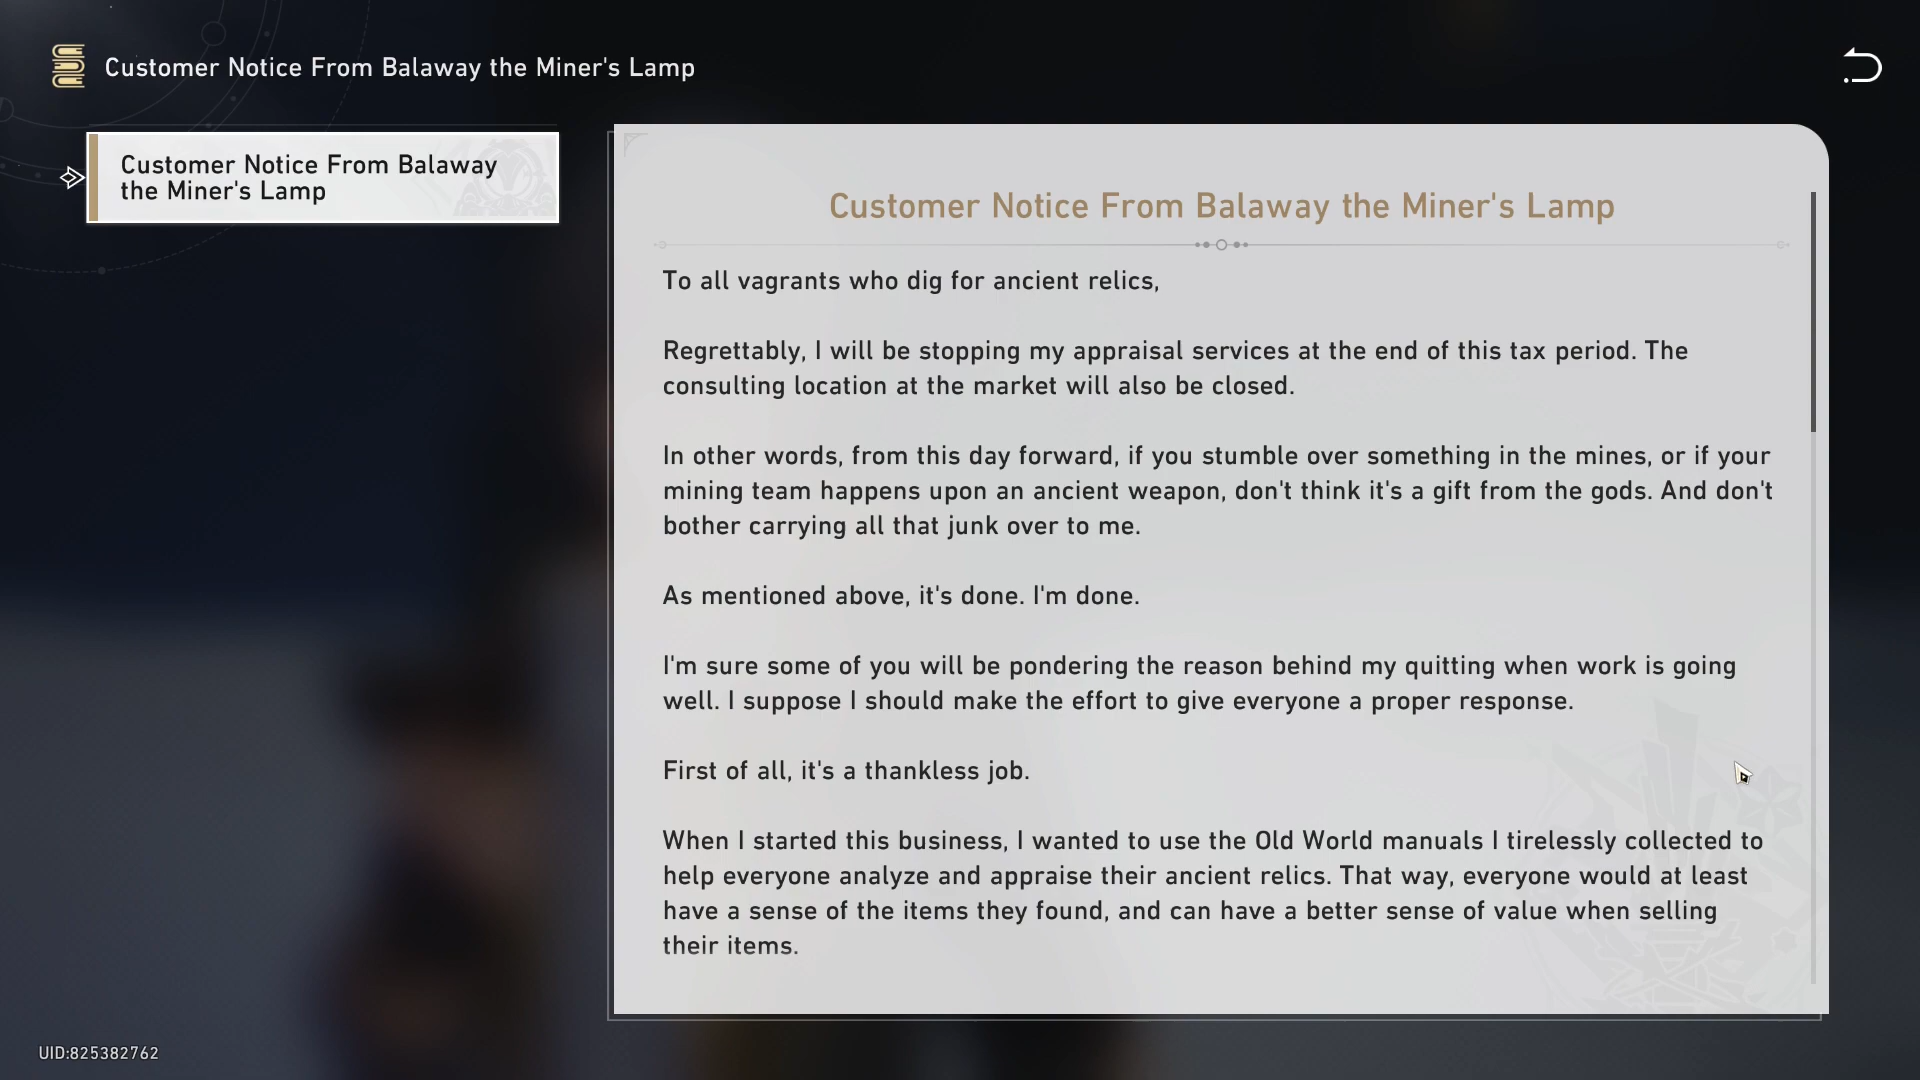 Customer Notice From Balaway the Miner's Lamp
Customer Notice From Balaway
the Miner's Lamp
Customer Notice From Balaway the Miner's Lamp
To all vagrants who dig for ancient relics,
Regrettably, I will be stopping my appraisal services at the end of this tax period. The
consulting location at the market will also be closed.
In other words, from this day forward, if you stumble over something in the mines, or if your
mining team happens upon an ancient weapon, don't think it's a gift from the gods. And don't
bother carrying all that junk over to me.
As mentioned above, it's done. I'm done.
I'm sure some of you will be pondering the reason behind my quitting when work is going
well. I suppose I should make the effort to give everyone a proper response.
First of all, it's a thankless job.
When I started this business, I wanted to use the Old World manuals I tirelessly collected to
help everyone analyze and appraise their ancient relics. That way, everyone would at least
have a sense of the items they found, and can have a better sense of value when selling
their items.
UID:825382762